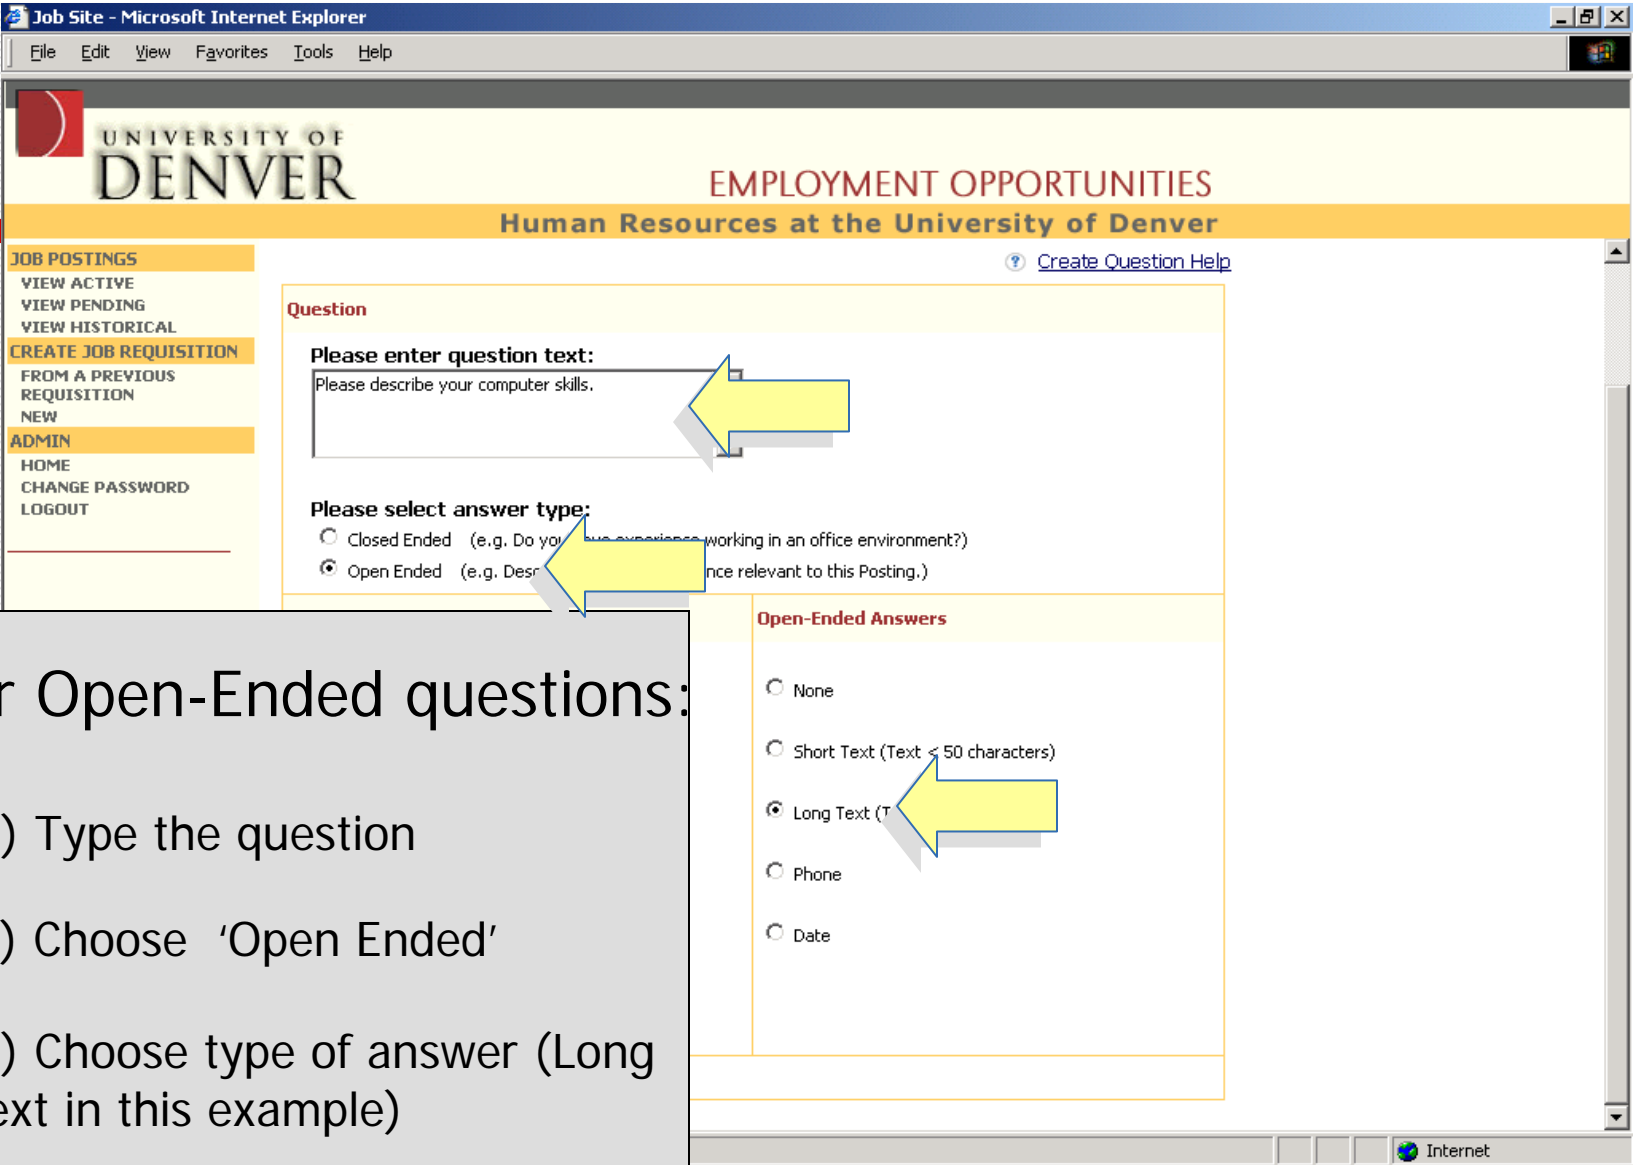 Job Site - Microsoft Internet Explorer
File Edit View Favorites Tools Help
UNIVERSITY OF
DENVER
EMPLOYMENT OPPORTUNITIES
Human Resources at the University of Denver
JOB POSTINGS
VIEW ACTIVE
VIEW PENDING
VIEW HISTORICAL
CREATE JOB REQUISITION
FROM A PREVIOUS
REQUISITION
NEW
ADMIN
HOME
CHANGE PASSWORD
LOGOUT
Create Question Help
Question
Please enter question text:
Please describe your computer skills.
Please select answer type:
Closed Ended (e.g. Do working in an office environment?)
Open Ended (e.g. relevant to this Posting.)
Open-Ended Answers
None
Short Text (Text < 50 characters)
Long Text
Phone
Date
r Open-Ended questions:
) Type the question
) Choose ‘Open Ended’
) Choose type of answer (Long
ext in this example)
Internet